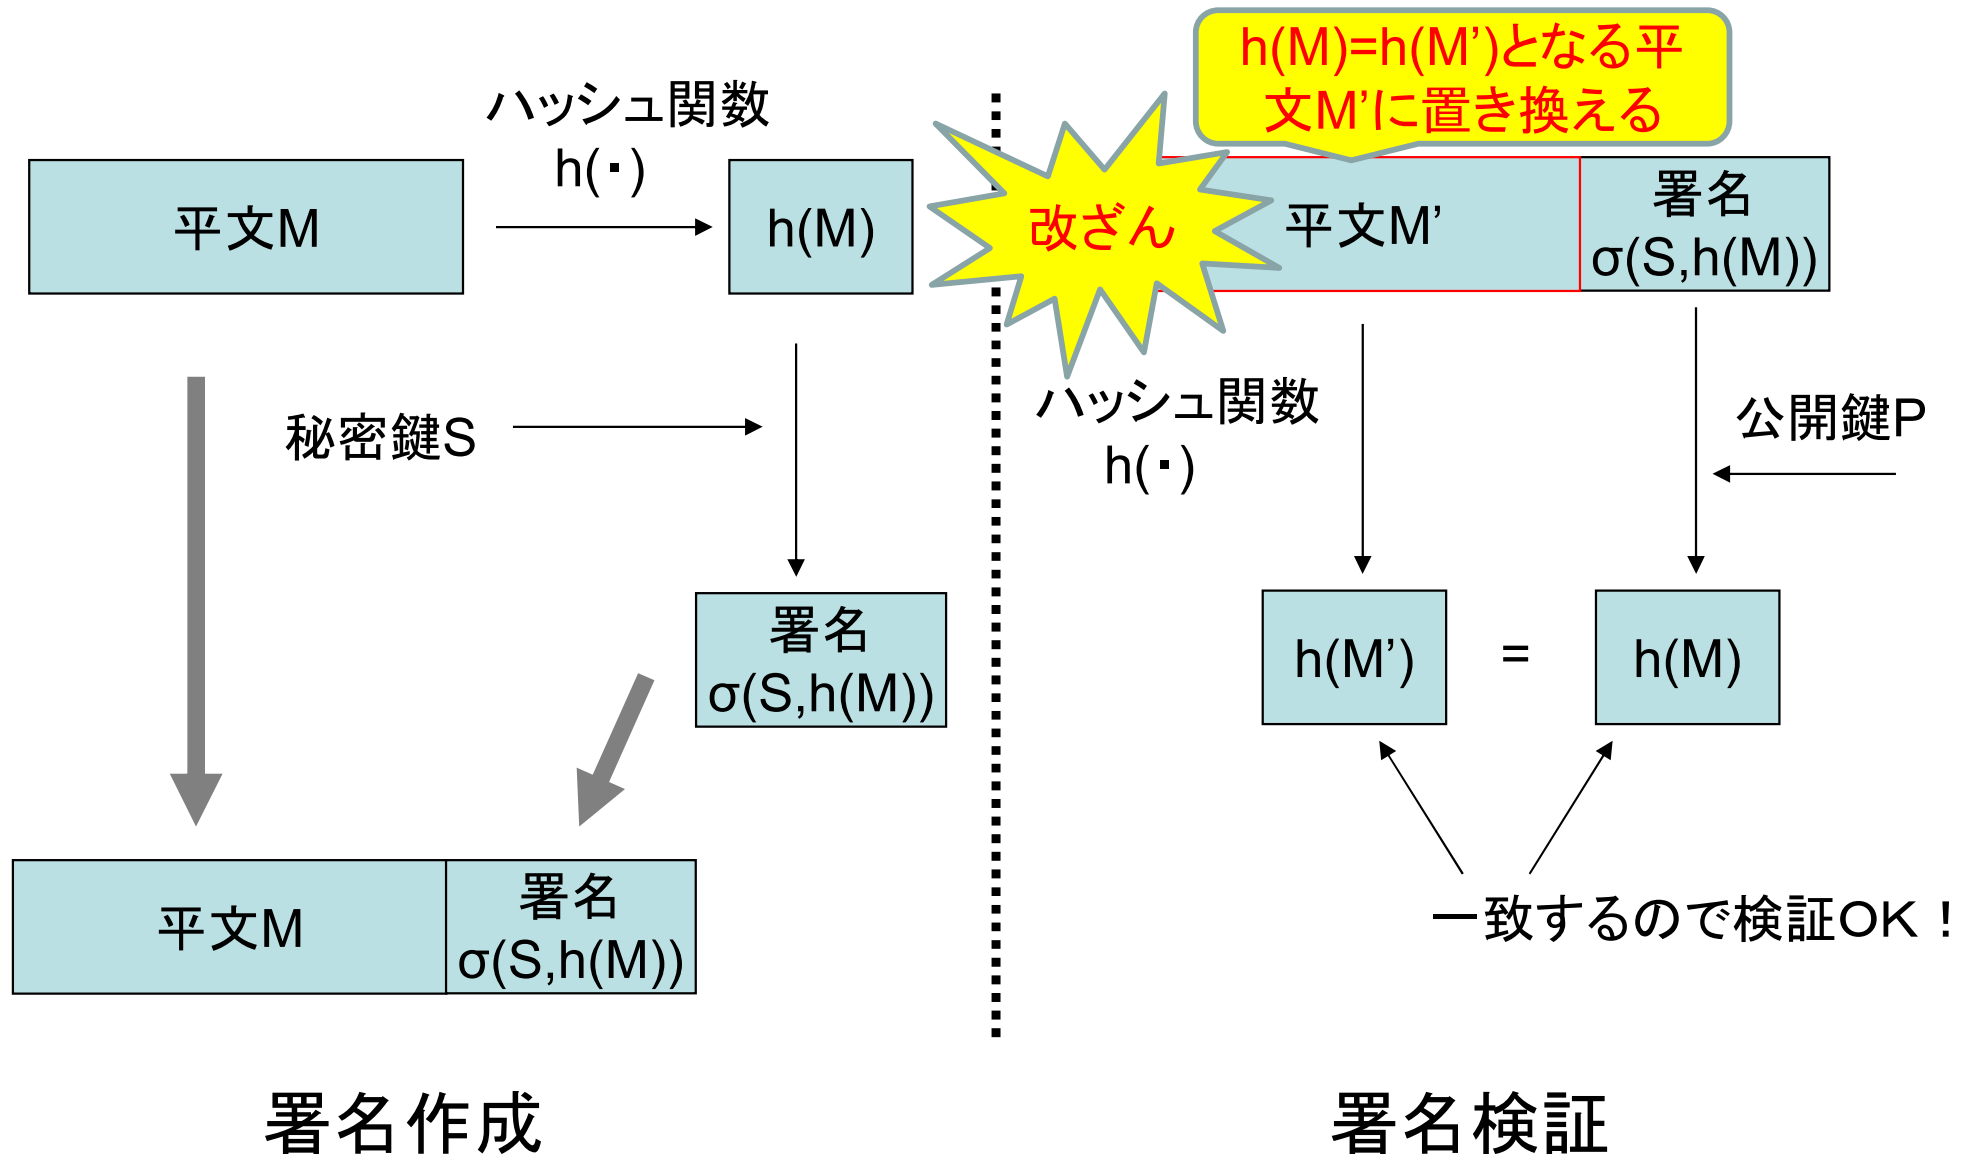 ハッシュ関数
h(・)
平文M
h(M)
秘密鍵S
署名
σ(S,h(M))
平文M
署名
σ(S,h(M))
署名作成
h(M)=h(M’)となる平
文M’に置き換える
改ざん
平文M’
署名
σ(S,h(M))
ハッシュ関数
h(・)
公開鍵P
h(M’)
=
h(M)
一致するので検証OK！
署名検証